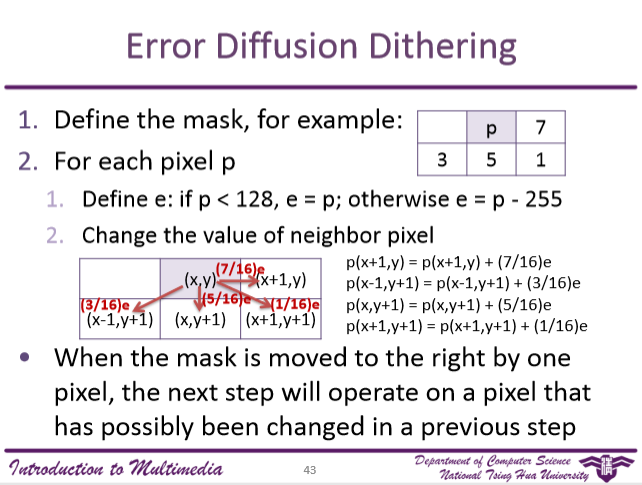 Error Diffusion Dithering
1. Define the mask, for example:
p 7
3 5 1
2. For each pixel p
1. Define e: if p < 128, e = p; otherwise e = p - 255
2. Change the value of neighbor pixel
(7/16)e
(x,y) (x+1,y)
(3/16)e (5/16)e (1/16)e
(x-1,y+1) (x,y+1) (x+1,y+1)
p(x+1,y) = p(x+1,y) + (7/16)e
p(x-1,y+1) = p(x-1,y+1) + (3/16)e
p(x,y+1) = p(x,y+1) + (5/16)e
p(x+1,y+1) = p(x+1,y+1) + (1/16)e
• When the mask is moved to the right by one
pixel, the next step will operate on a pixel that
has possibly been changed in a previous step
Introduction to Multimedia
43
Department of Computer Science
National Tsing Hua University